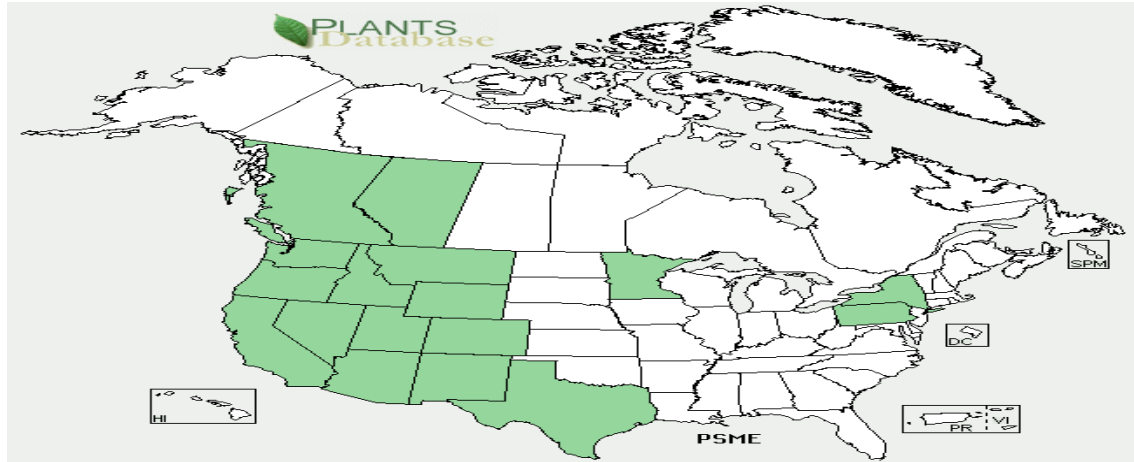 PLANTS
Database
SPM
DC
HI
PR
VI
PSME